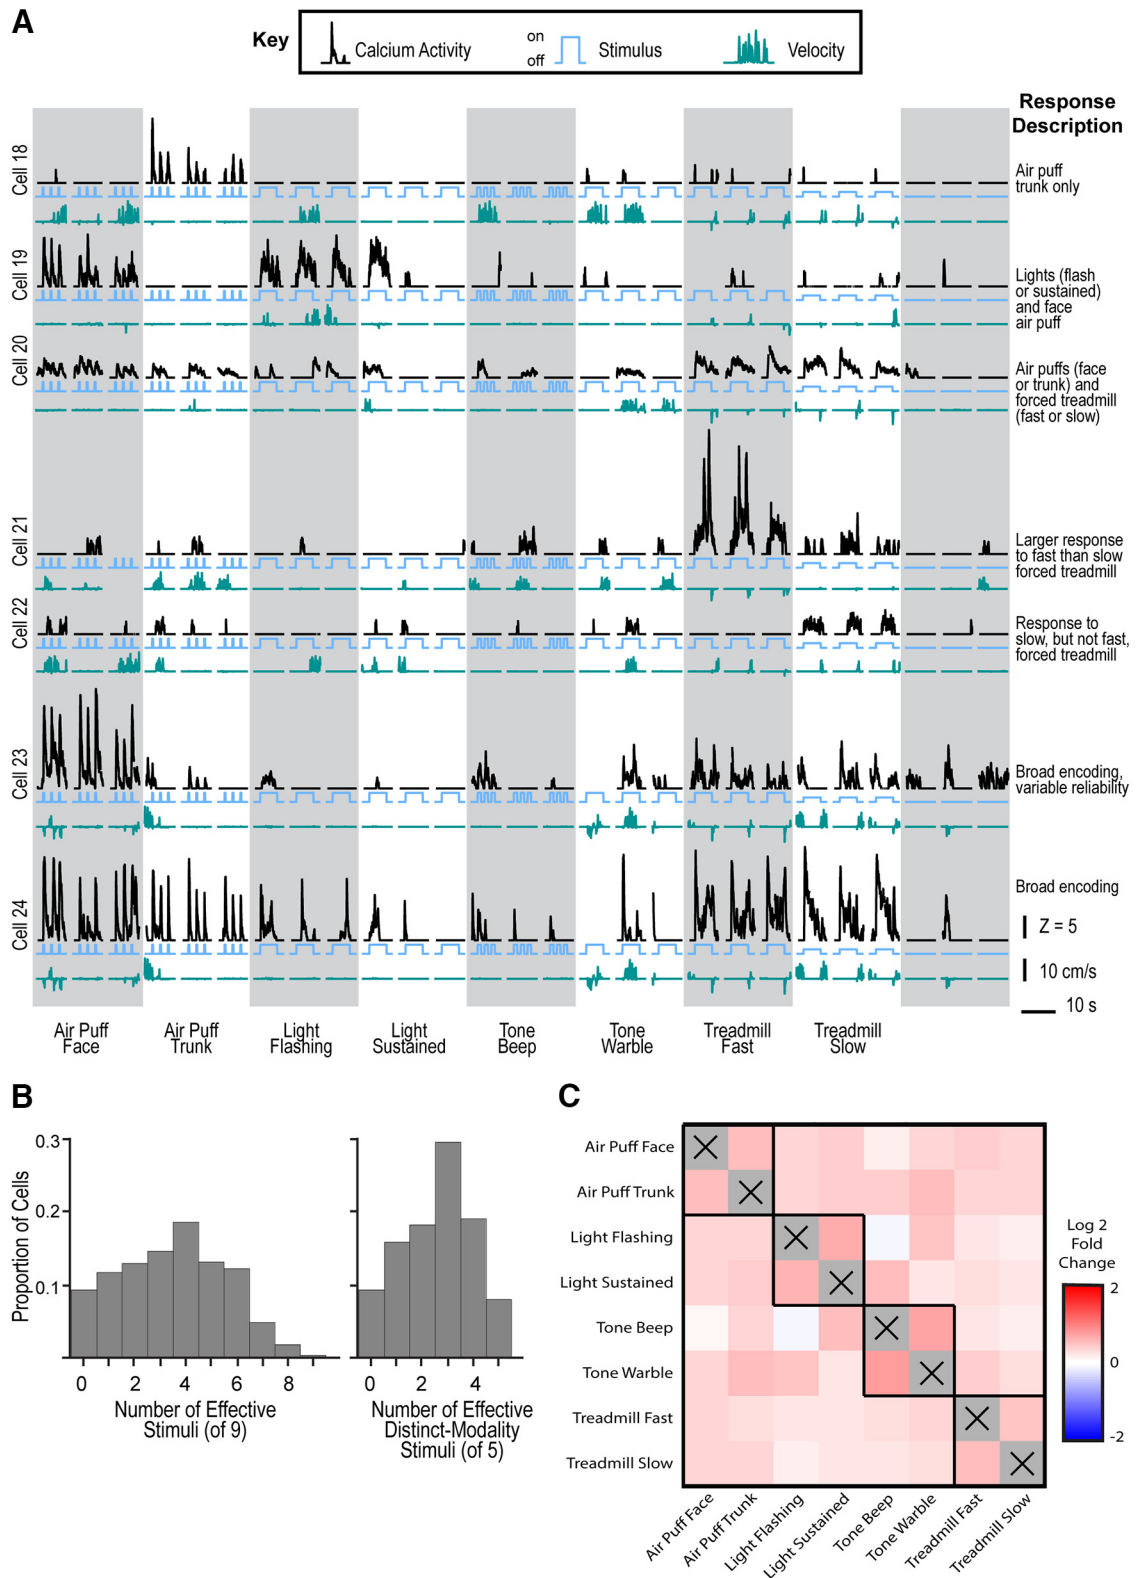 A
Key
Calcium Activity
on
off
Stimulus
Velocity
Response
Description
Cell 18
Air puff
trunk only
Cell 19
Lights (flash
or sustained)
and face
air puff
Cell 20
Air puffs (face
or trunk) and
forced treadmill
(fast or slow)
Cell 21
Larger response
to fast than slow
forced treadmill
Cell 22
Response to
slow, but not fast,
forced treadmill
Cell 23
Broad encoding,
variable reliability
Cell 24
Broad encoding
Z = 5
10 cm/s
10 s
Air Puff
Face
Air Puff
Trunk
Light
Flashing
Light
Sustained
Tone
Beep
Tone
Warble
Treadmill
Fast
Treadmill
Slow
B
Proportion of Cells
0.3
0.2
0.1
0 2 4 6 8
Number of Effective
Stimuli (of 9)
0 2 4
Number of Effective
Distinct-Modality
Stimuli (of 5)
C
Air Puff Face
Air Puff Trunk
Light Flashing
Light Sustained
Tone Beep
Tone Warble
Treadmill Fast
Treadmill Slow
Air Puff Face
Air Puff Trunk
Light Flashing
Light Sustained
Tone Beep
Tone Warble
Treadmill Fast
Treadmill Slow
Log 2
Fold
Change
2
0
-2